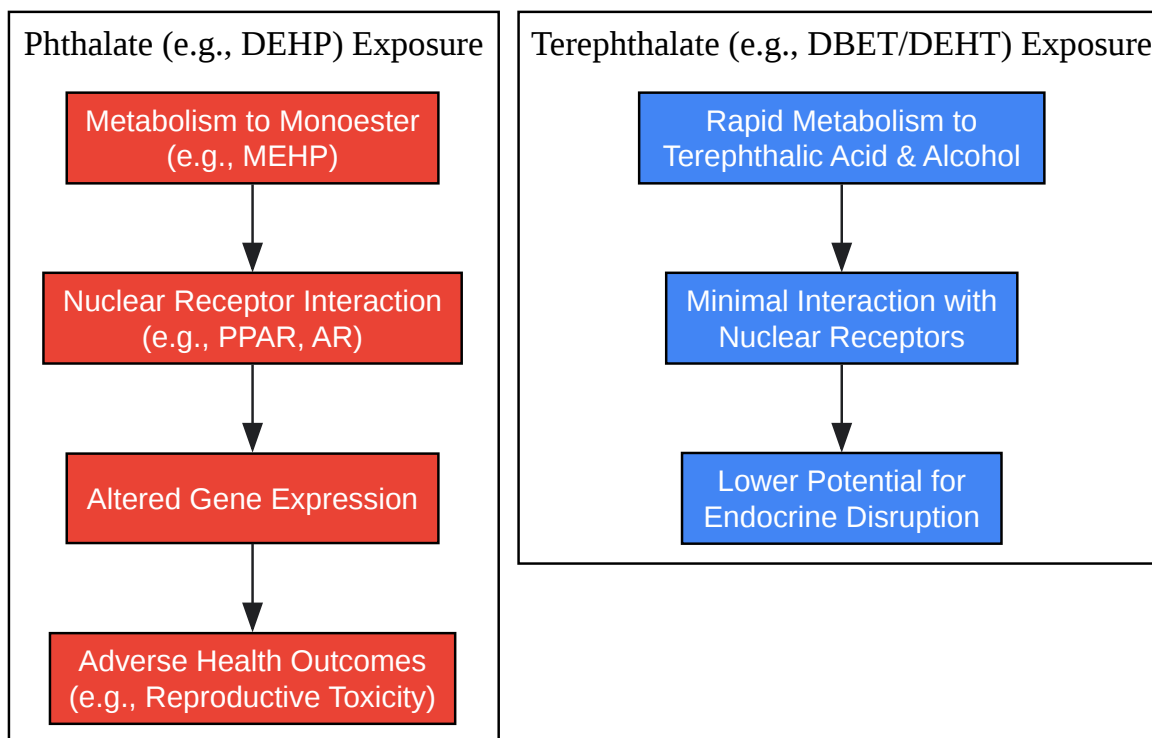 Phthalate (e.g., DEHP) Exposure
Metabolism to Monoester
(e.g., MEHP)
Nuclear Receptor Interaction
(e.g., PPAR, AR)
Altered Gene Expression
Adverse Health Outcomes
(e.g., Reproductive Toxicity)
Terephthalate (e.g., DBET/DEHT) Exposure
Rapid Metabolism to
Terephthalic Acid & Alcohol
Minimal Interaction with
Nuclear Receptors
Lower Potential for
Endocrine Disruption